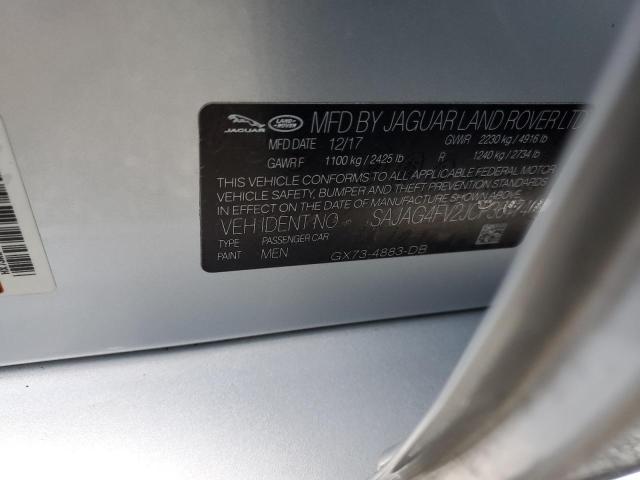 JAGUAR LAND ROVER MFD BY JAGUAR LAND ROVER LTD
MFD DATE 12/17 GVWR 2230 kg / 4916 lb
GAWR F 1100 kg / 2425 lb R 1240 kg / 2734 lb
THIS VEHICLE CONFORMS TO ALL APPLICABLE FEDERAL MOTOR
VEHICLE SAFETY, BUMPER AND THEFT PREVENTION STANDARDS
IN EFFECT ON THE DATE OF MANUFACTURE SHOWN ABOVE
VEH IDENT NO
TYPE PASSENGER CAR
PAINT MEN GX73-4883-DB